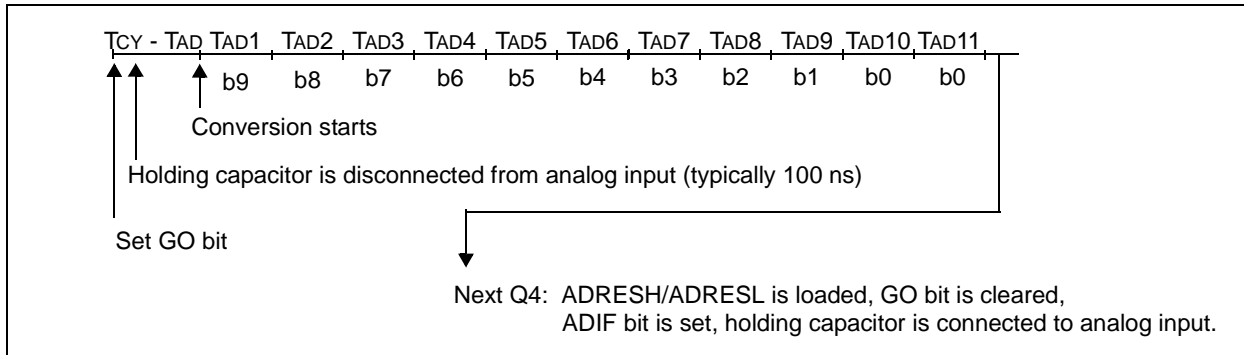 TCY - TAD TAD1 TAD2 TAD3 TAD4 TAD5 TAD6 TAD7 TAD8 TAD9 TAD10 TAD11
b9 b8 b7 b6 b5 b4 b3 b2 b1 b0 b0
Conversion starts
Holding capacitor is disconnected from analog input (typically 100 ns)
Set GO bit
Next Q4: ADRESH/ADRESL is loaded, GO bit is cleared,
ADIF bit is set, holding capacitor is connected to analog input.